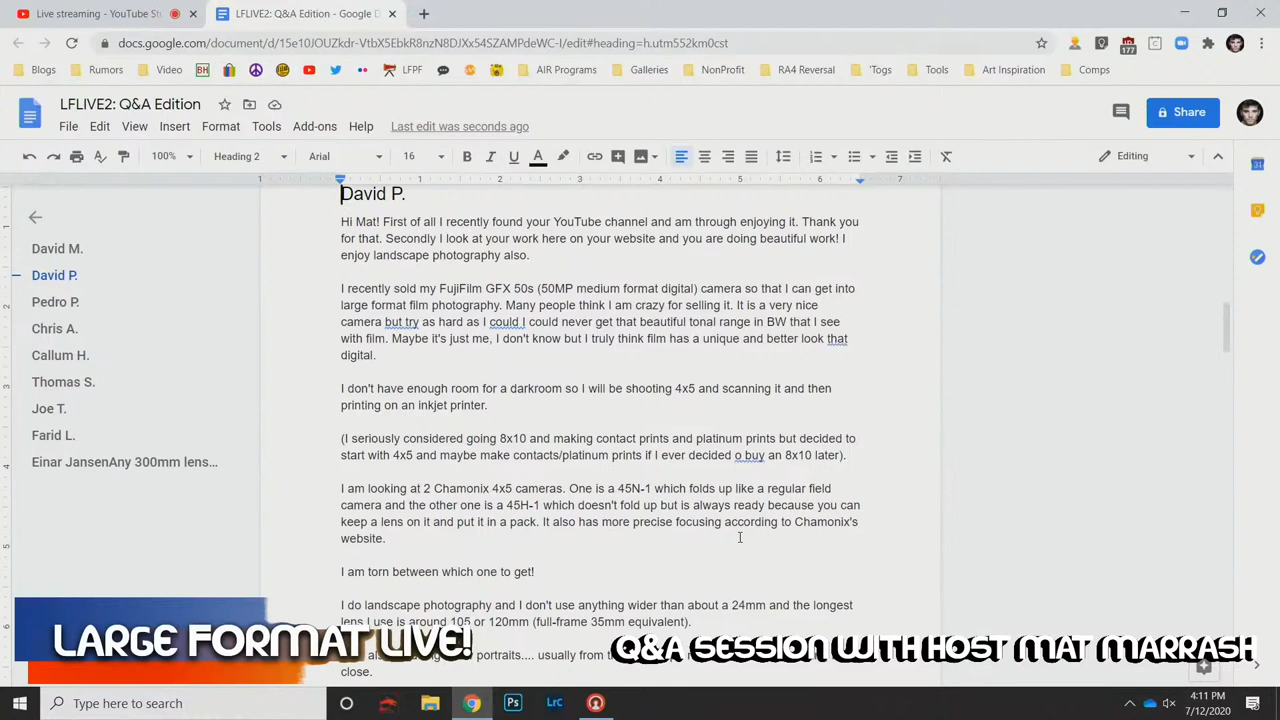 Live streaming - YouTube St
LFLIVE2: Q&A Edition - Google D
docs.google.com/document/d/15e10JOUZkdr-VtbX5EbkR8mzN8DIXx54SZAMPdeWC-I/edit#heading=h.utm552km0cst
177
Blogs
Rumors
Video
BH
LFPF
AIR Programs
Galleries
NonProfit
RA4 Reversal
'Togs
Tools
Art Inspiration
Comps
LFLIVE2: Q&A Edition
File Edit View Insert Format Tools Add-ons Help Last edit was seconds ago
Share
100% Heading 2 Arial 16 B I U A Editing
1 1 2 3 4 5 6 7
David M.
David P.
Pedro P.
Chris A.
Callum H.
Thomas S.
Joe T.
Farid L.
Einar JansenAny 300mm lens...
David P.
Hi Mat! First of all I recently found your YouTube channel and am through enjoying it. Thank you
for that. Secondly I look at your work here on your website and you are doing beautiful work! I
enjoy landscape photography also.
I recently sold my FujiFilm GFX 50s (50MP medium format digital) camera so that I can get into
large format film photography. Many people think I am crazy for selling it. It is a very nice
camera but try as hard as I could I could never get that beautiful tonal range in BW that I see
with film. Maybe it's just me, I don't know but I truly think film has a unique and better look that
digital.
I don't have enough room for a darkroom so I will be shooting 4x5 and scanning it and then
printing on an inkjet printer.
(I seriously considered going 8x10 and making contact prints and platinum prints but decided to
start with 4x5 and maybe make contacts/platinum prints if I ever decided o buy an 8x10 later).
I am looking at 2 Chamonix 4x5 cameras. One is a 45N-1 which folds up like a regular field
camera and the other one is a 45H-1 which doesn't fold up but is always ready because you can
keep a lens on it and put it in a pack. It also has more precise focusing according to Chamonix's
website.
I am torn between which one to get!
I do landscape photography and I don't use anything wider than about a 24mm and the longest
lens I use is around 105 or 120mm (full-frame 35mm equivalent).
portraits.... usually from
close.
LARGE FORMAT LIVE!
Q&A SESSION WITH HOST MAT MARRASH
Type here to search
Ps
Lrc
4:11 PM
7/12/2020